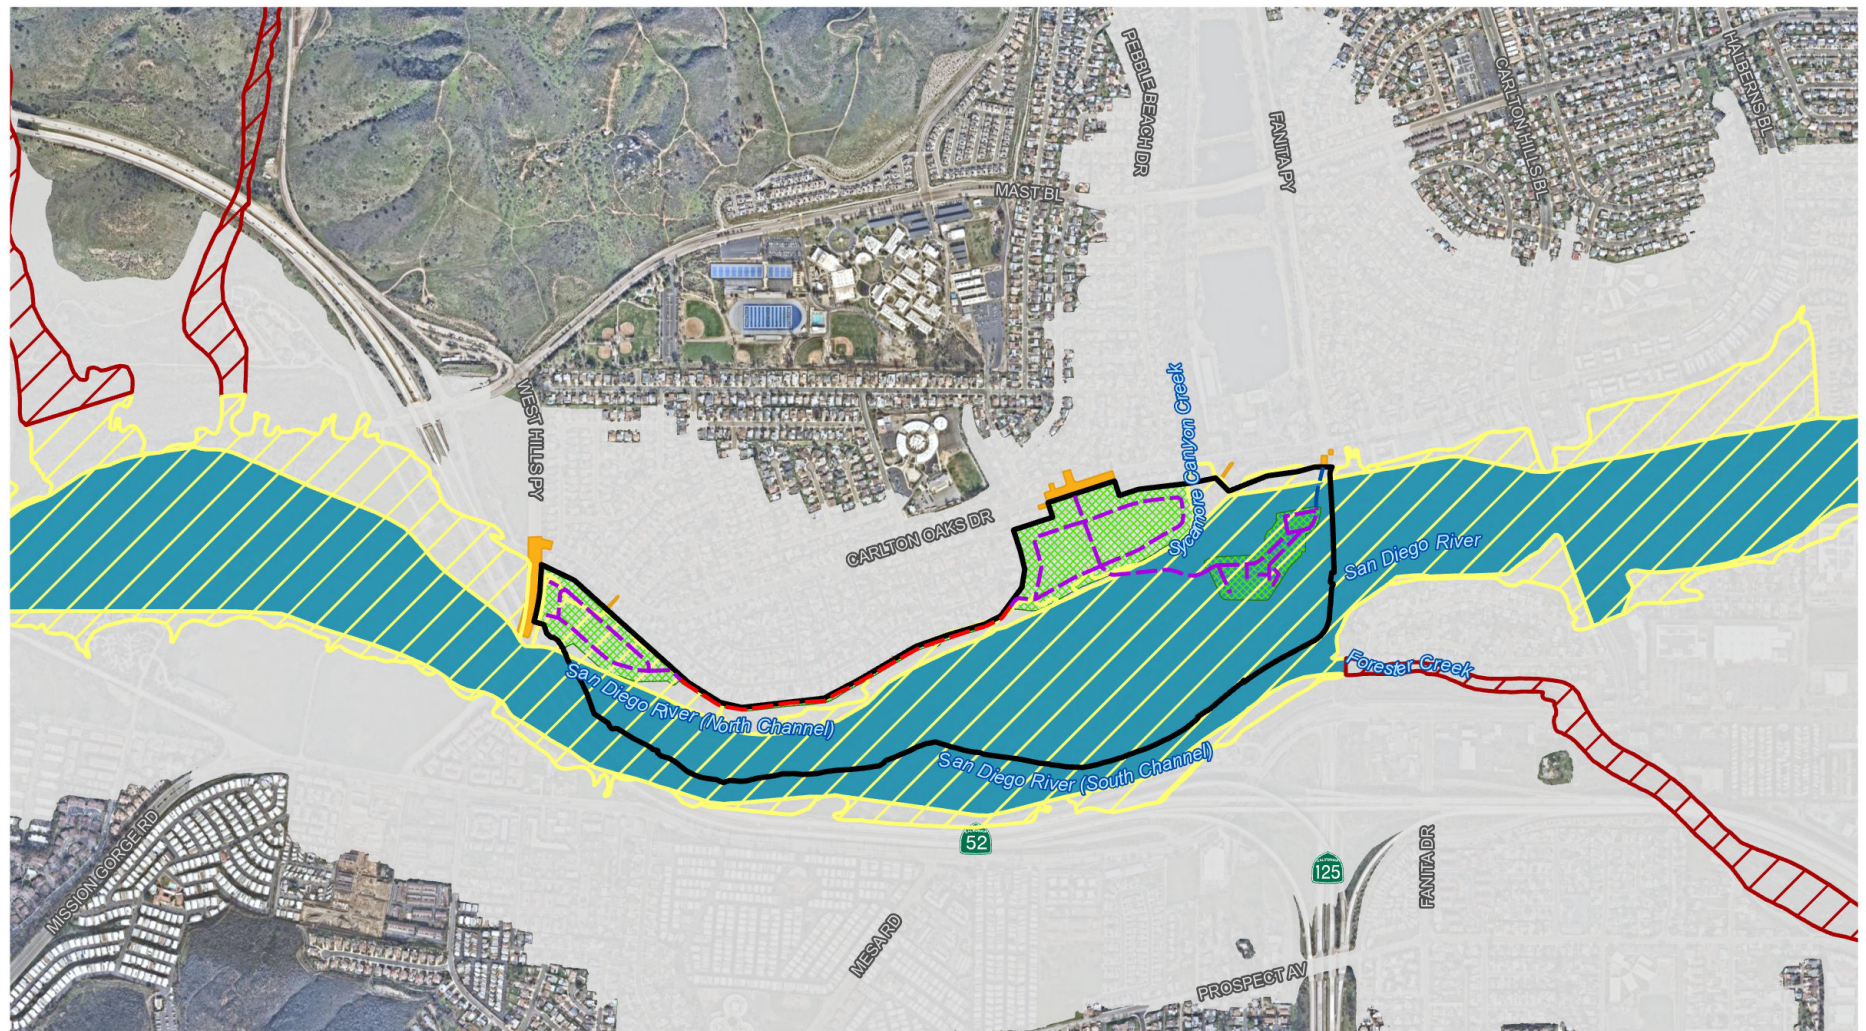 PEBBLE BEACH DR
FANITA PY
CARLTON HILLS BL
HALBERNS BL
MAST BL
WEST HILLS PY
Sycamore Canyon Creek
CARLTON OAKS DR
San Diego River
Forester Creek
San Diego River (North Channel)
San Diego River (South Channel)
CALIFORNIA
52
CALIFORNIA
125
FANITA DR
MISSION GORGE RD
MESA RD
PROSPECT AV